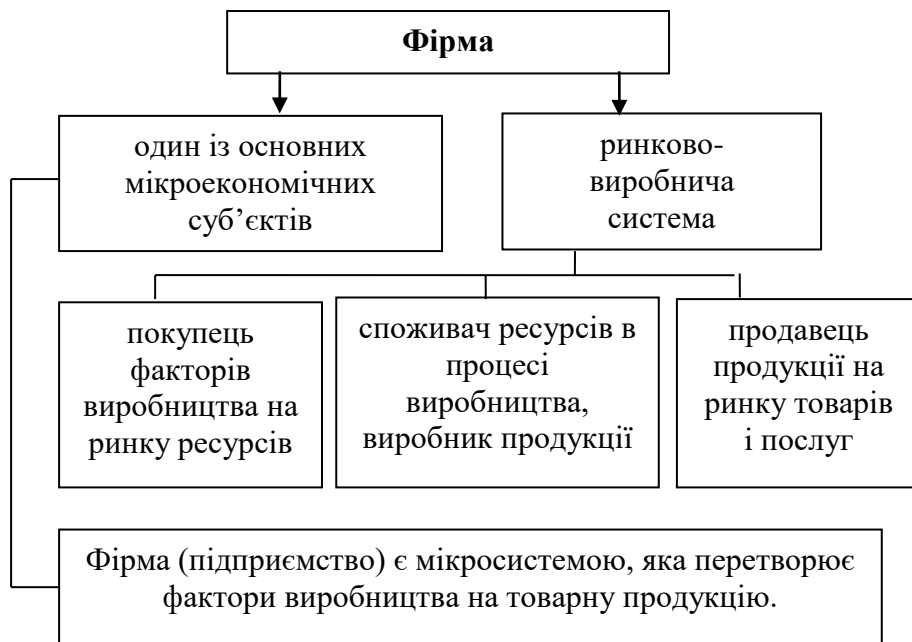 Фірма
один із основних
мікроекономічних
суб’єктів
ринково-
виробнича
система
покупець
факторів
виробництва на
ринку ресурсів
споживач ресурсів в
процесі
виробництва,
виробник продукції
продавець
продукції на
ринку товарів
і послуг
Фірма (підприємство) є мікросистемою, яка перетворює
фактори виробництва на товарну продукцію.